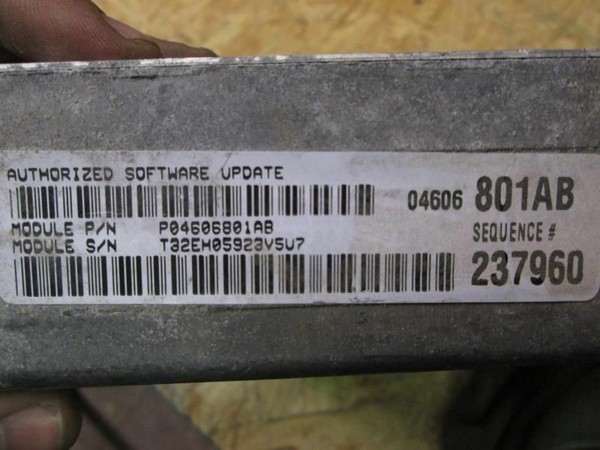 AUTHORIZED SOFTWARE UPDATE
04606 801AB
MODULE P/N P04606801AB
MODULE S/N T32EH05923V5U7
SEQUENCE #
237960